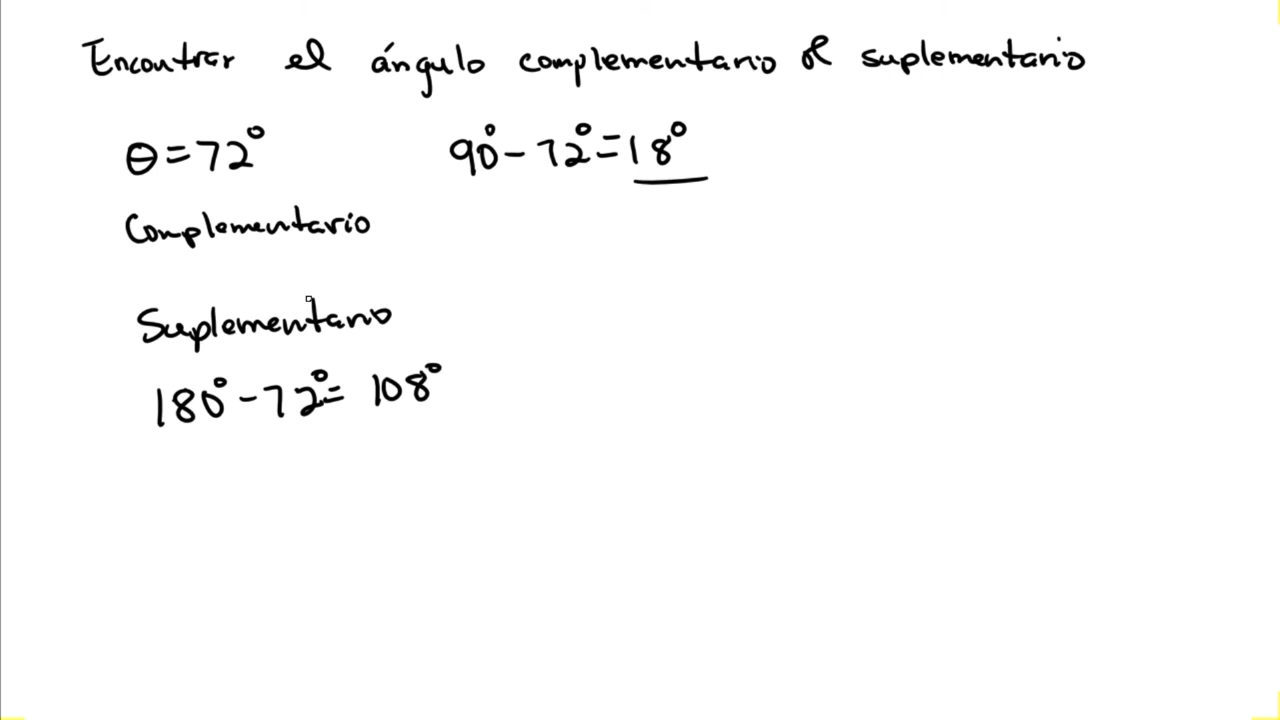 Encontrar el ángulo complementario & suplementario
θ = 72° 90° - 72° = 18°
Complementario
Suplementario
180° - 72° = 108°